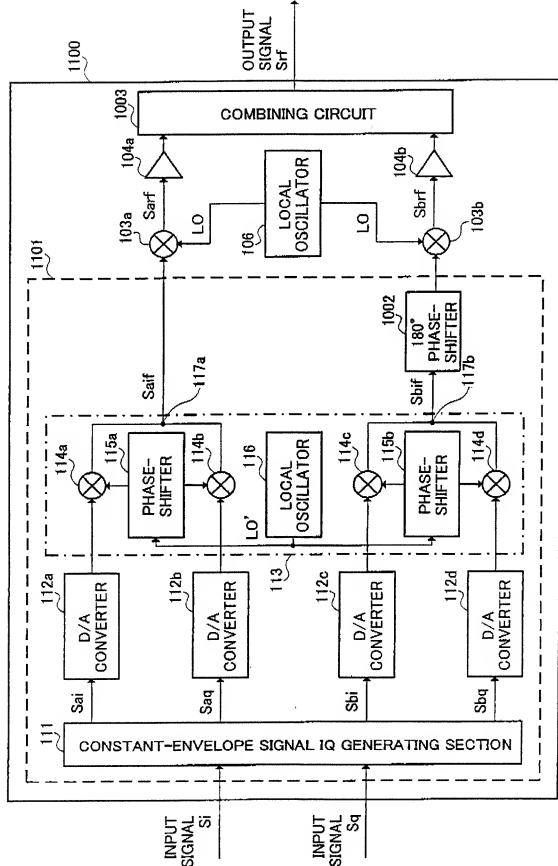 1100
1101
INPUT
SIGNAL
Si
INPUT
SIGNAL
Sq
111
CONSTANT-ENVELOPE SIGNAL IQ GENERATING SECTION
Sai
Saq
Sbi
Sbq
112a
D/A
CONVERTER
112b
D/A
CONVERTER
112c
D/A
CONVERTER
112d
D/A
CONVERTER
113
LO'
114a
115a
PHASE-
SHIFTER
114b
116
LOCAL
OSCILLATOR
114c
115b
PHASE-
SHIFTER
114d
117a
Saif
117b
Sbif
1002
180°
PHASE-
SHIFTER
103a
LO
106
LOCAL
OSCILLATOR
LO
103b
Sarf
104a
Sbrf
104b
1003
COMBINING CIRCUIT
OUTPUT
SIGNAL
Srf